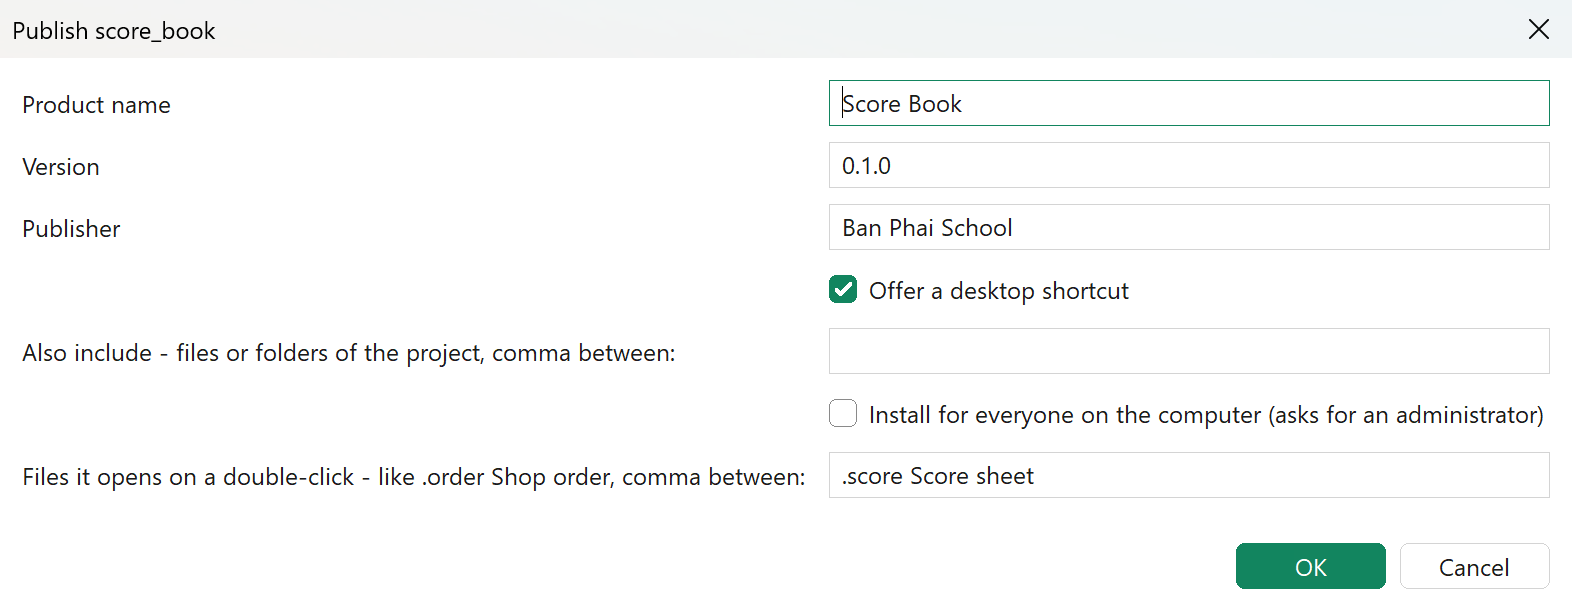 Publish score_book
Product name
Score Book
Version
0.1.0
Publisher
Ban Phai School
Offer a desktop shortcut
Also include - files or folders of the project, comma between:
Install for everyone on the computer (asks for an administrator)
Files it opens on a double-click - like .order Shop order, comma between:
.score Score sheet
OK
Cancel